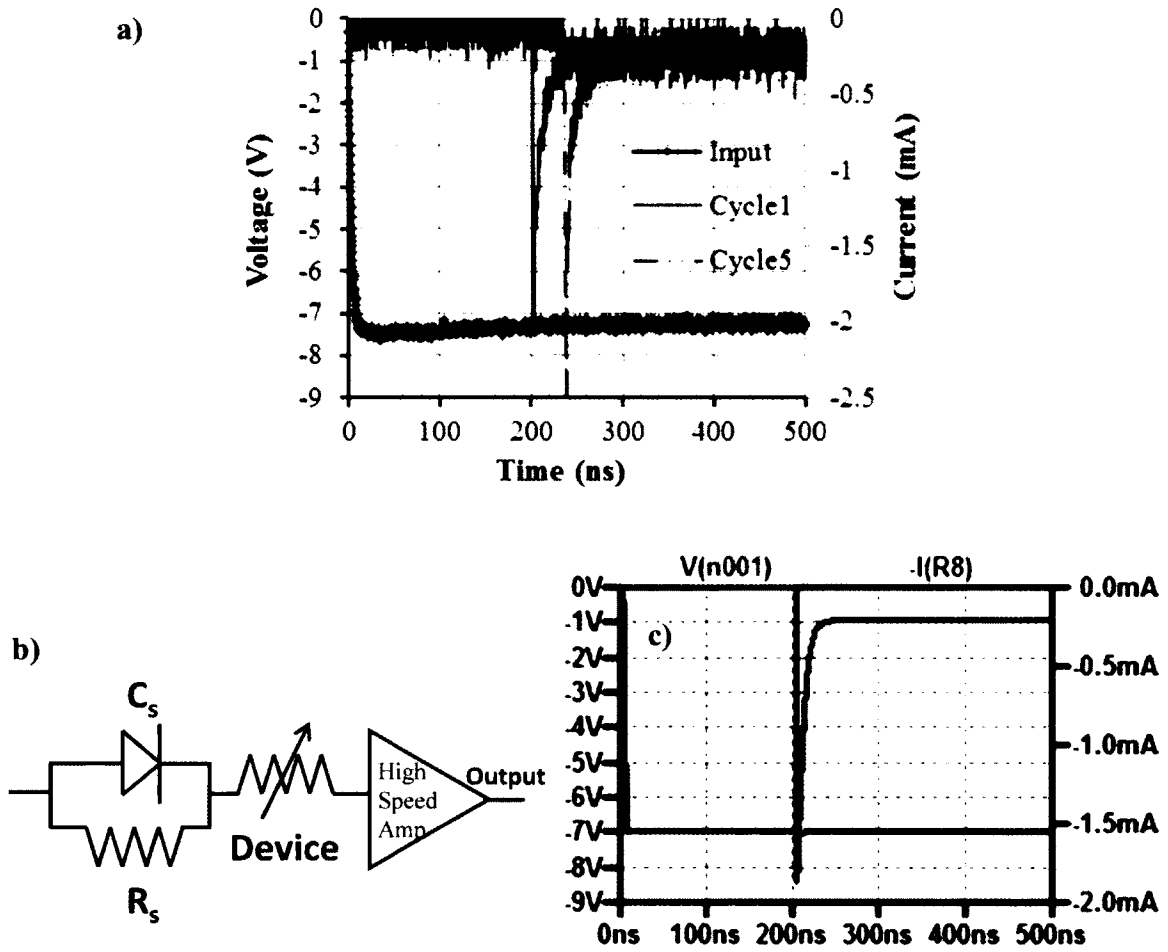 a)
0
-1
-2
-3
-4
-5
-6
-7
-8
-9
Voltage (V)
0
-0.5
-1
-1.5
-2
-2.5
Current (mA)
Input
Cycle1
Cycle5
0 100 200 300 400 500
Time (ns)
b)
Cs
Rs
Device
High
Speed
Amp
Output
V(n001) -I(R8)
c)
0V
-1V
-2V
-3V
-4V
-5V
-6V
-7V
-8V
-9V
0.0mA
-0.5mA
-1.0mA
-1.5mA
-2.0mA
0ns 100ns 200ns 300ns 400ns 500ns